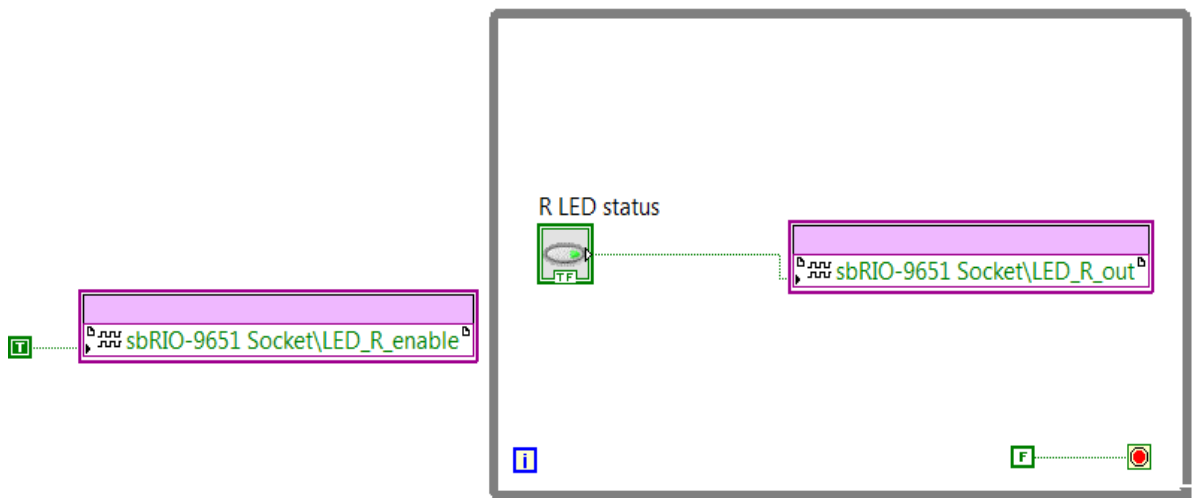 R LED status
TF
sbRIO-9651 Socket\LED_R_out
T
sbRIO-9651 Socket\LED_R_enable
i
F